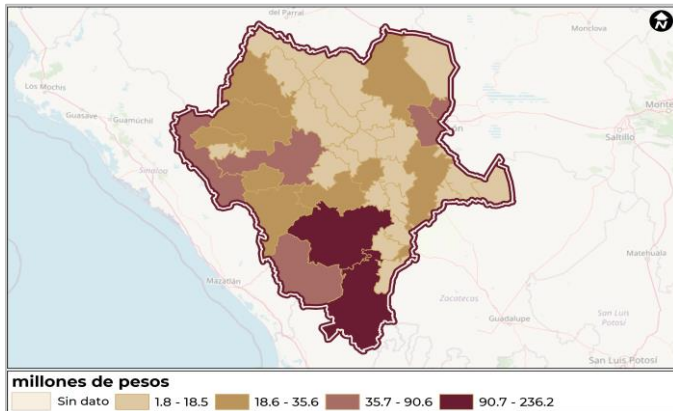 del Parral
Monclova
N
Los Mochis
Guasave
Guamúchil
Saltillo
Sinaloa
Matehuala
Mazatlán
Zacatecas
Guadalupe
San Luis
Potosí
San Luis Potosí
millones de pesos
Sin dato
1.8 - 18.5
18.6 - 35.6
35.7 - 90.6
90.7 - 236.2